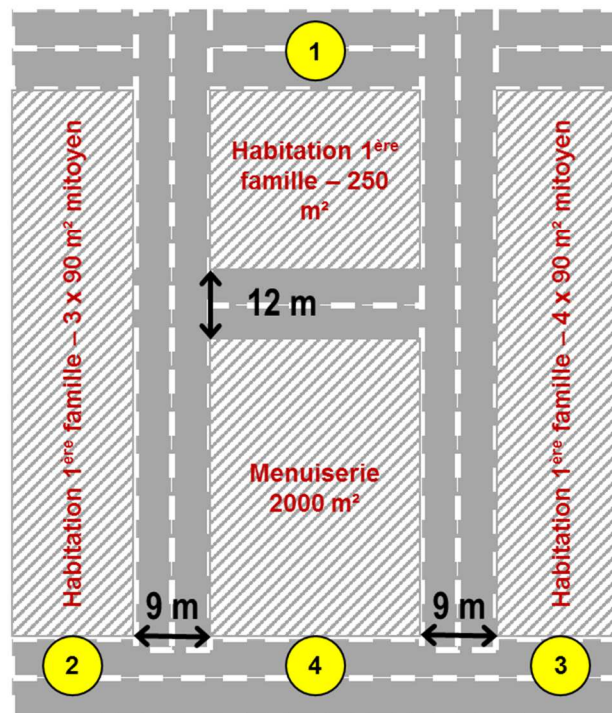 1
Habitation 1ère
famille – 250
m²
Habitation 1ère famille – 3 x 90 m² mitoyen
Habitation 1ère famille – 4 x 90 m² mitoyen
12 m
Menuiserie
2000 m²
9 m
9 m
2
4
3